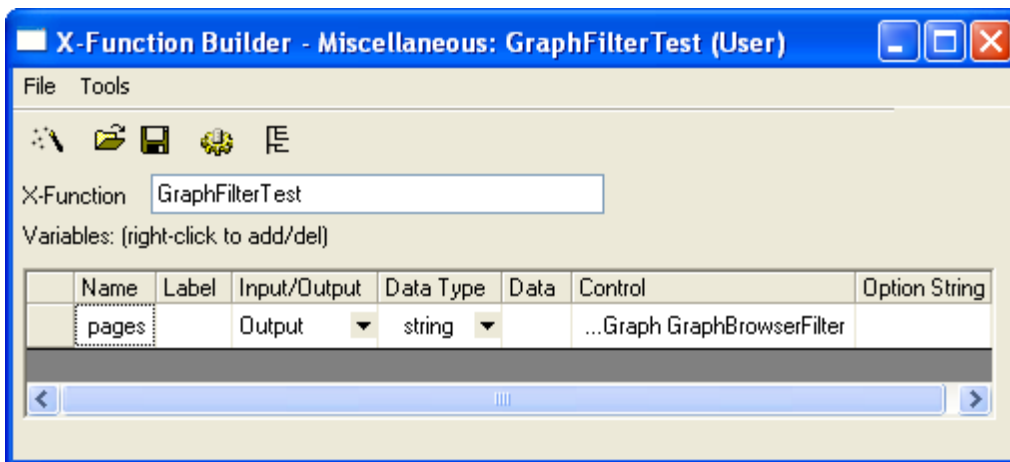 X-Function Builder - Miscellaneous: GraphFilterTest (User)
File Tools
X-Function GraphFilterTest
Variables: (right-click to add/del)
Name Label Input/Output Data Type Data Control Option String
pages Output string ...Graph GraphBrowserFilter